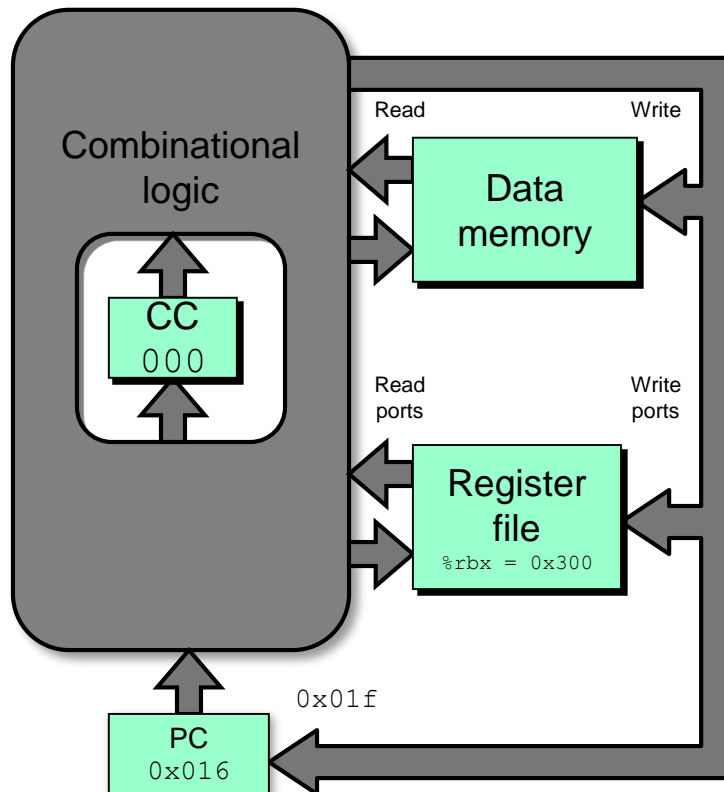 Read
Write
Combinational
logic
Data
memory
CC
000
Read
ports
Write
ports
Register
file
%rbx = 0x300
0x01f
PC
0x016